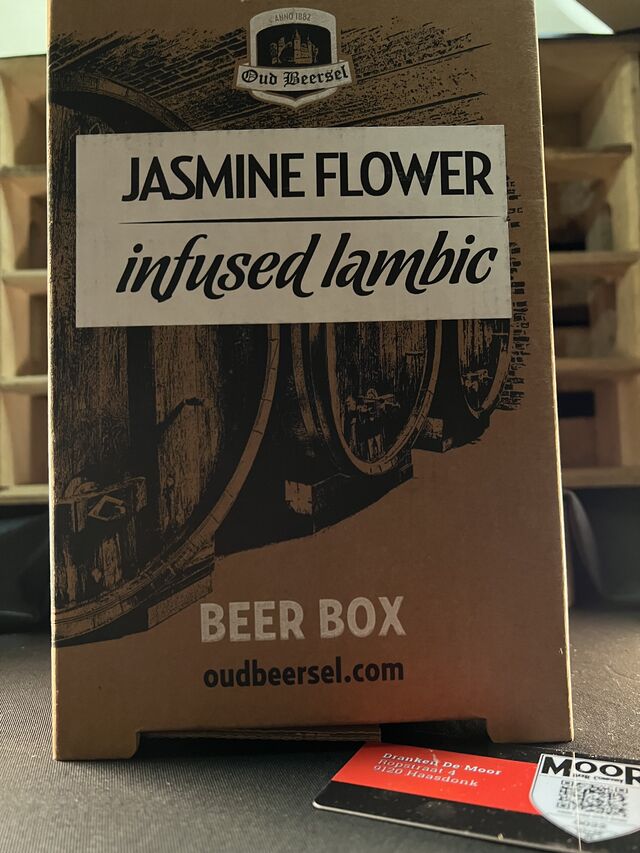 ANNO 1882
Oud Beersel
JASMINE FLOWER
infused lambic
BEER BOX
oudbeersel.com
Dranken De Moor
Ropstraat 4
9120 Haasdonk
MOOR